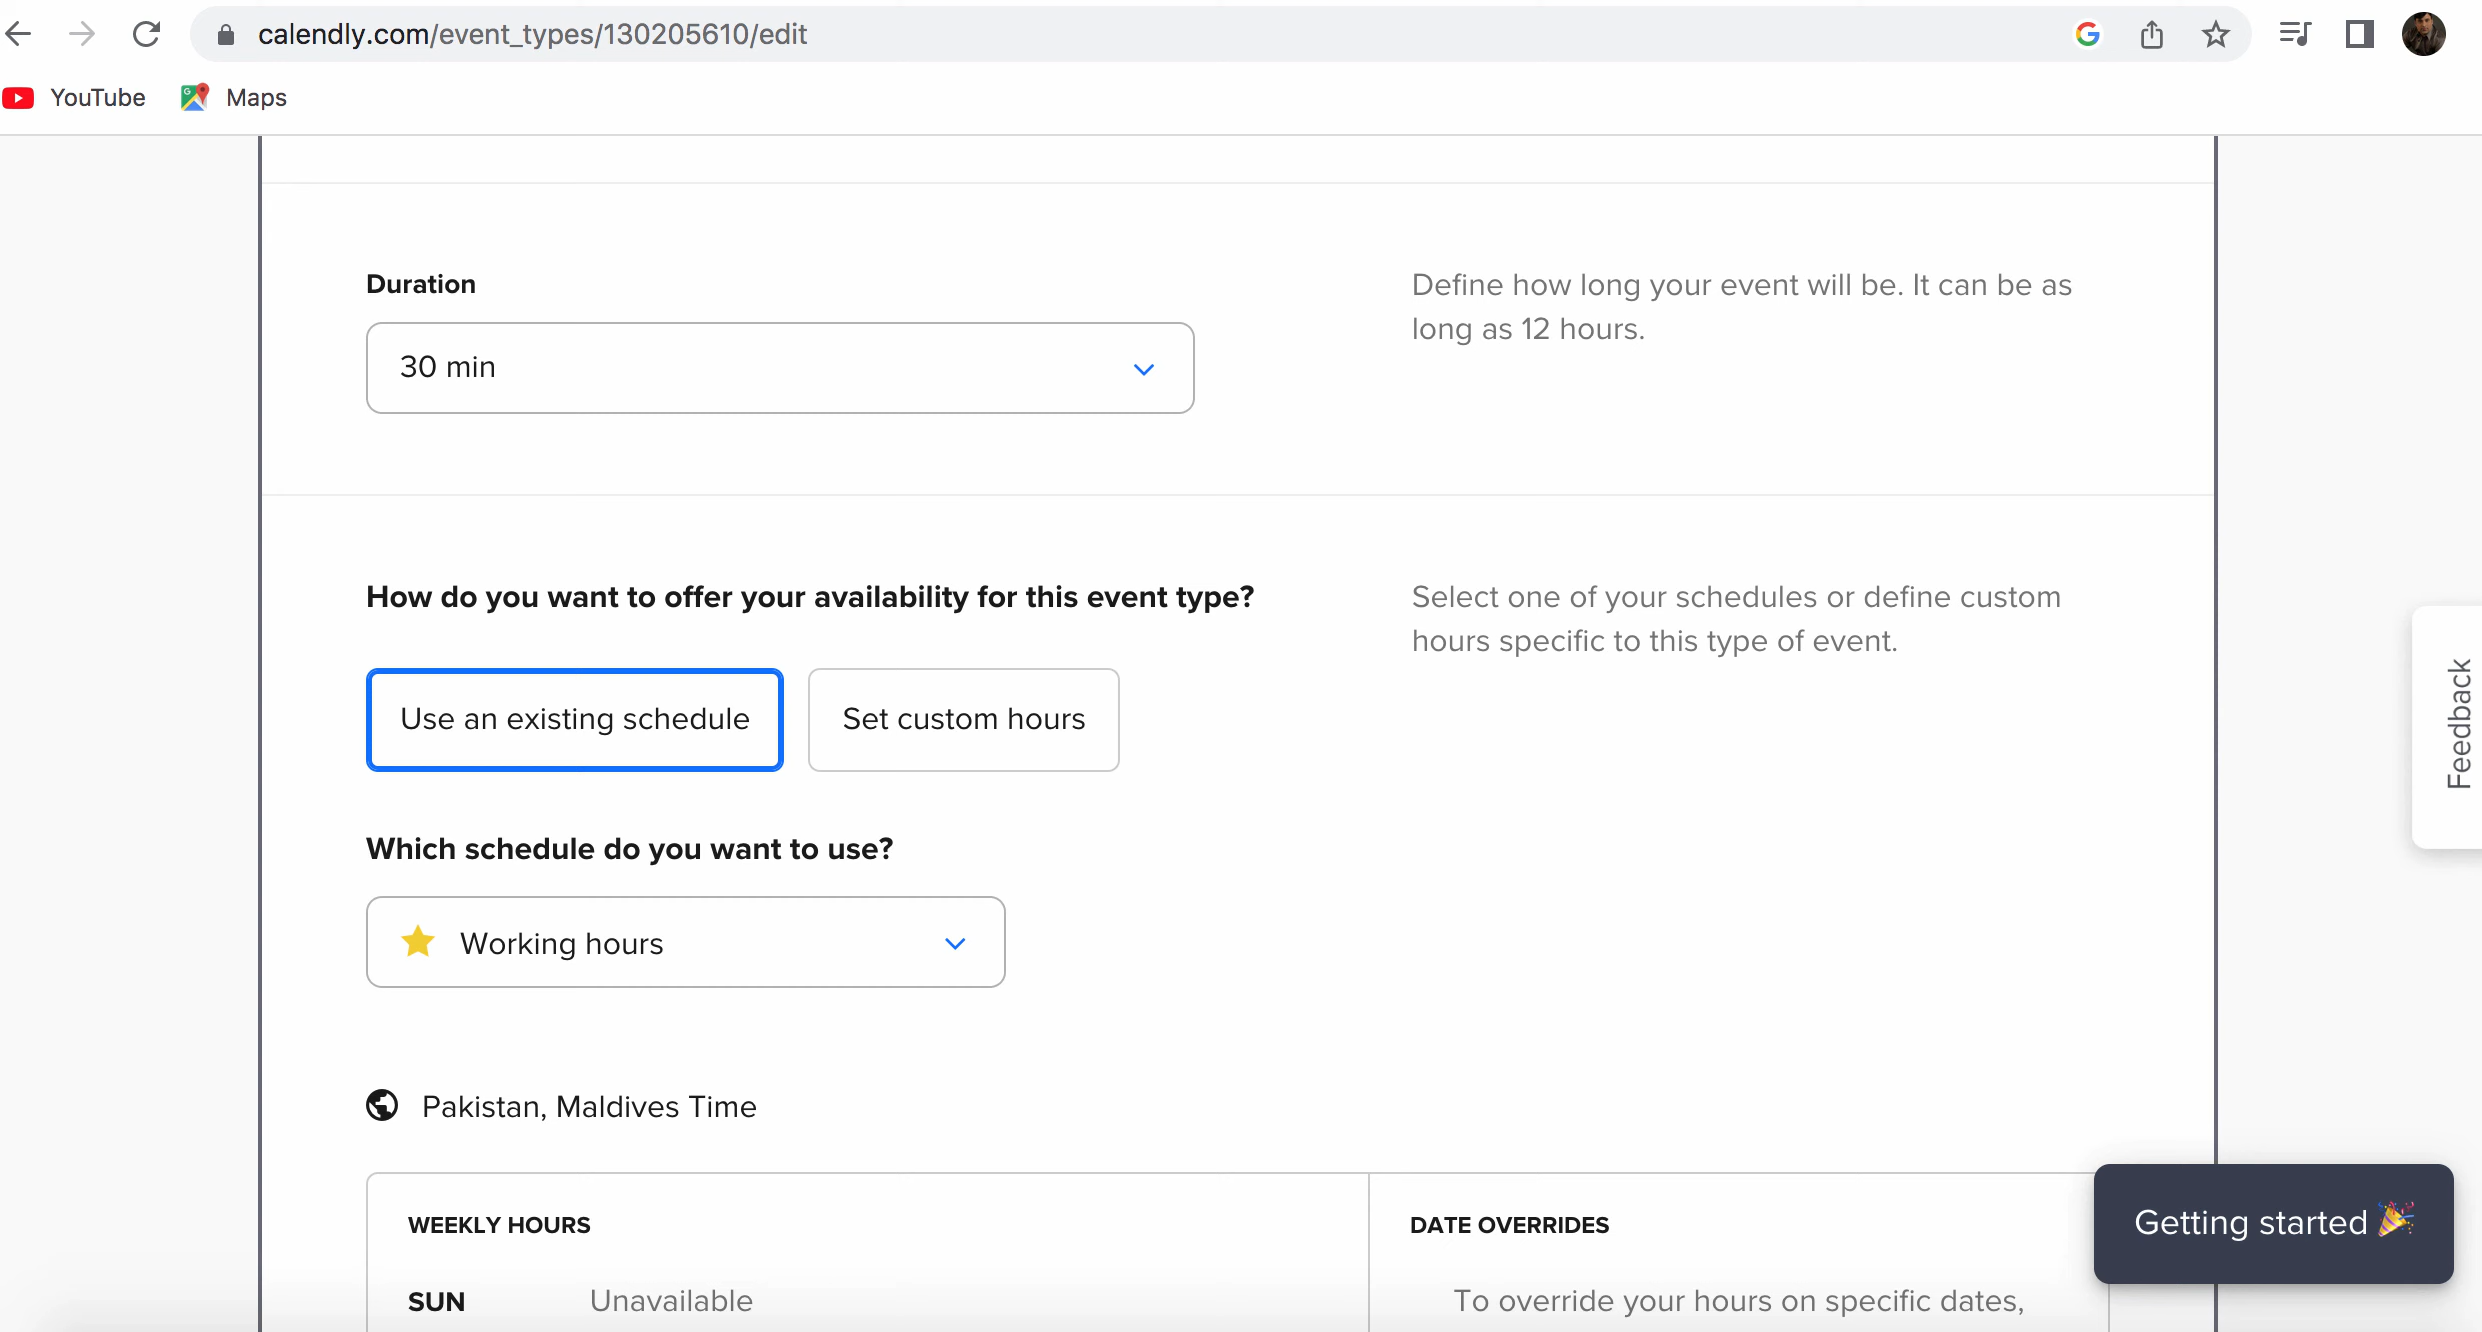 calendly.com/event_types/130205610/edit
YouTube
Maps
Duration
30 min
Define how long your event will be. It can be as
long as 12 hours.
How do you want to offer your availability for this event type?
Use an existing schedule
Set custom hours
Select one of your schedules or define custom
hours specific to this type of event.
Feedback
Which schedule do you want to use?
Working hours
Pakistan, Maldives Time
WEEKLY HOURS
SUN Unavailable
DATE OVERRIDES
To override your hours on specific dates,
Getting started 🎉